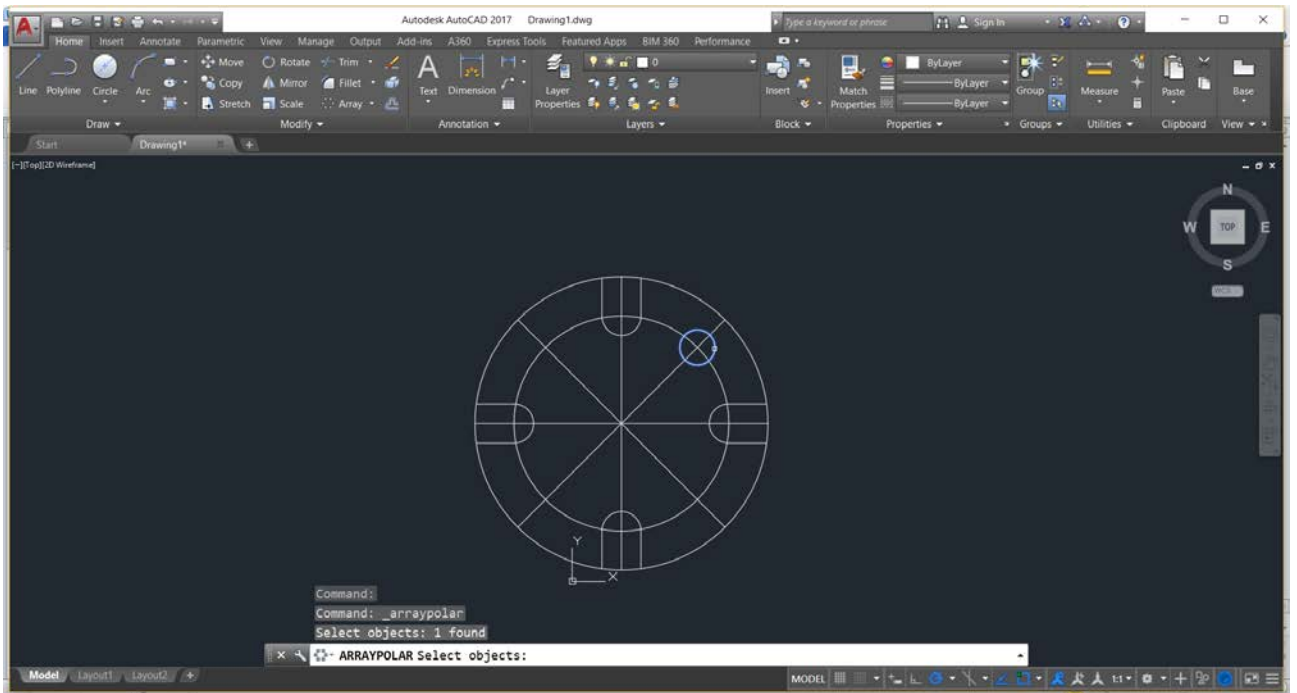 A Autodesk AutoCAD 2017 Drawing1.dwg Type a keyword or phrase Sign In
Home Insert Annotate Parametric View Manage Output Add-ins A360 Express Tools Featured Apps BIM 360 Performance
Line Polyline Circle Arc
Move Rotate Trim
Copy Mirror Fillet
Stretch Scale Array
A
Text Dimension
Layer
Properties
0
Insert
Match
Properties
ByLayer
ByLayer
ByLayer
Group
Measure
Paste
Base
Draw Modify Annotation Layers Block Properties Groups Utilities Clipboard View
Start Drawing1* +
[−][Top][2D Wireframe]
N
W TOP E
S
WCS
Y
X
Command:
Command: _arraypolar
Select objects: 1 found
ARRAYPOLAR Select objects:
Model Layout1 Layout2 + MODEL 1:1